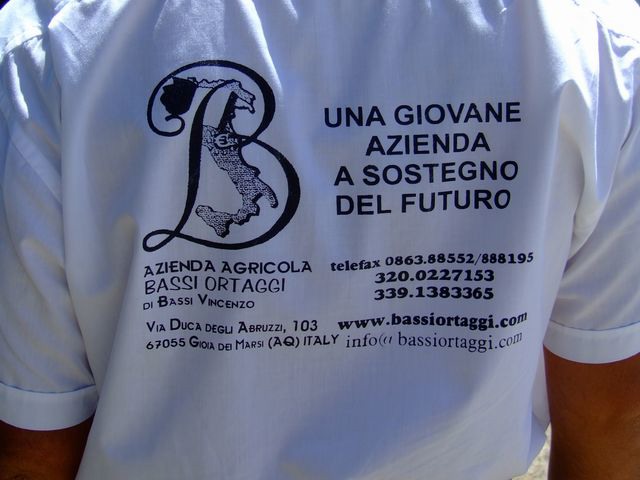 B
€
UNA GIOVANE
AZIENDA
A SOSTEGNO
DEL FUTURO
AZIENDA AGRICOLA
BASSI ORTAGGI
DI BASSI VINCENZO
VIA DUCA DEGLI ABRUZZI, 103
67055 GIOIA DEI MARSI (AQ) ITALY
telefax 0863.88552/888195
320.0227153
339.1383365
www.bassiortaggi.com
info@bassiortaggi.com